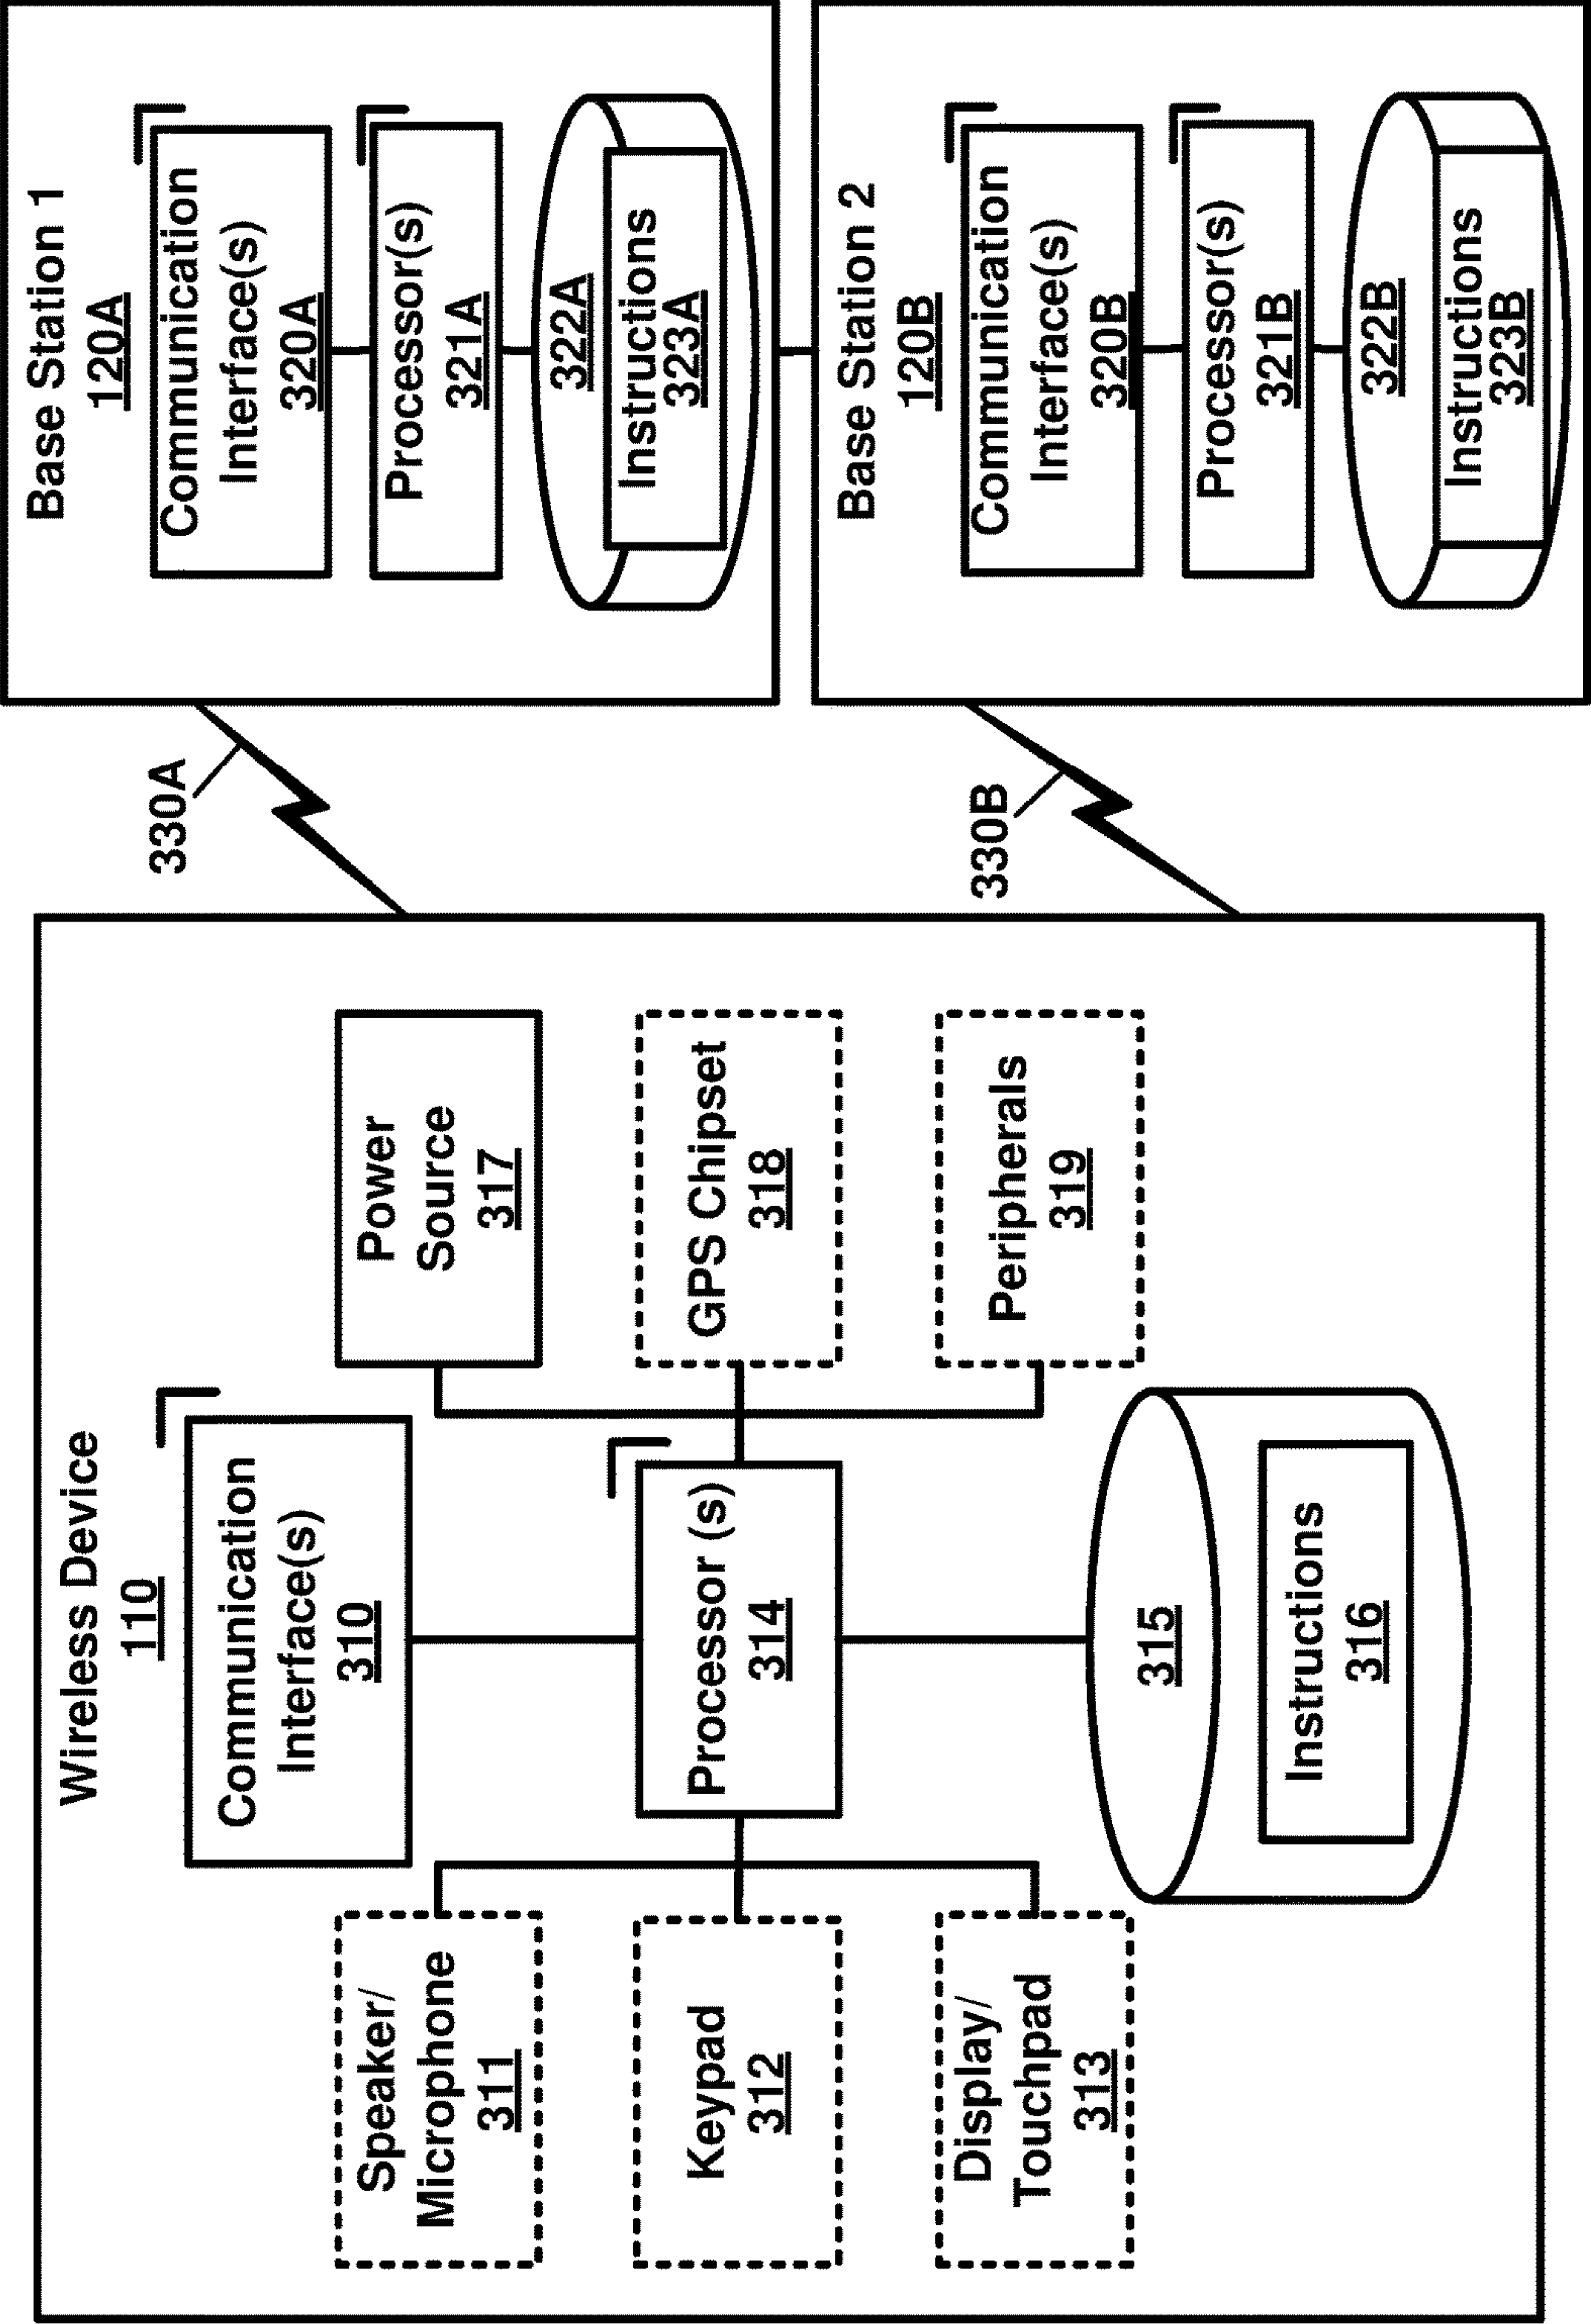 Wireless Device
110
Communication
Interface(s)
310
Speaker/
Microphone
311
Keypad
312
Display/
Touchpad
313
Processor (s)
314
315
Instructions
316
Power
Source
317
GPS Chipset
318
Peripherals
319
330A
330B
Base Station 1
120A
Communication
Interface(s)
320A
Processor(s)
321A
322A
Instructions
323A
Base Station 2
120B
Communication
Interface(s)
320B
Processor(s)
321B
322B
Instructions
323B